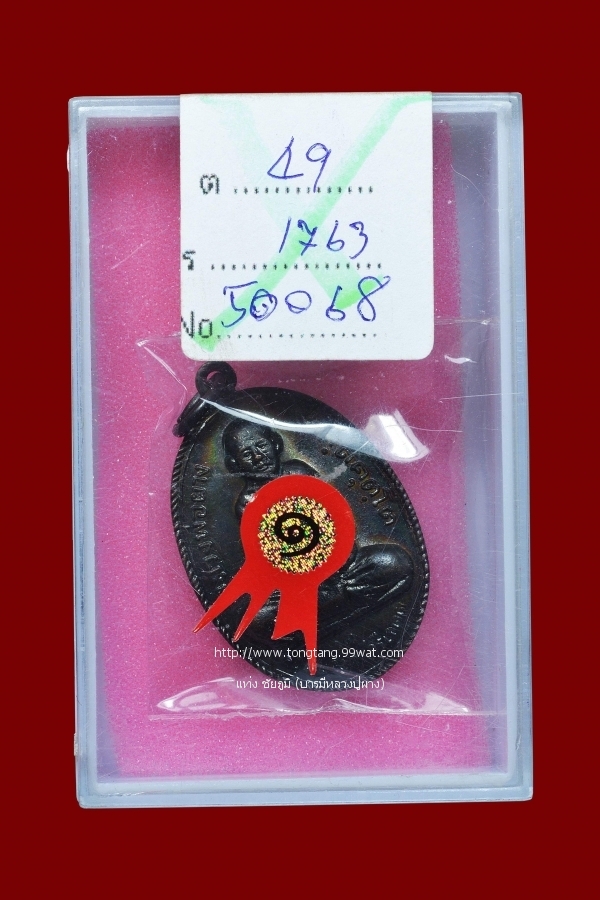 ต 49
ร 1763
No. 50068
๑
http://www.tongtang.99wat.com
แท่ง ชัยภูมิ (บารมีหลวงปู่ผาง)